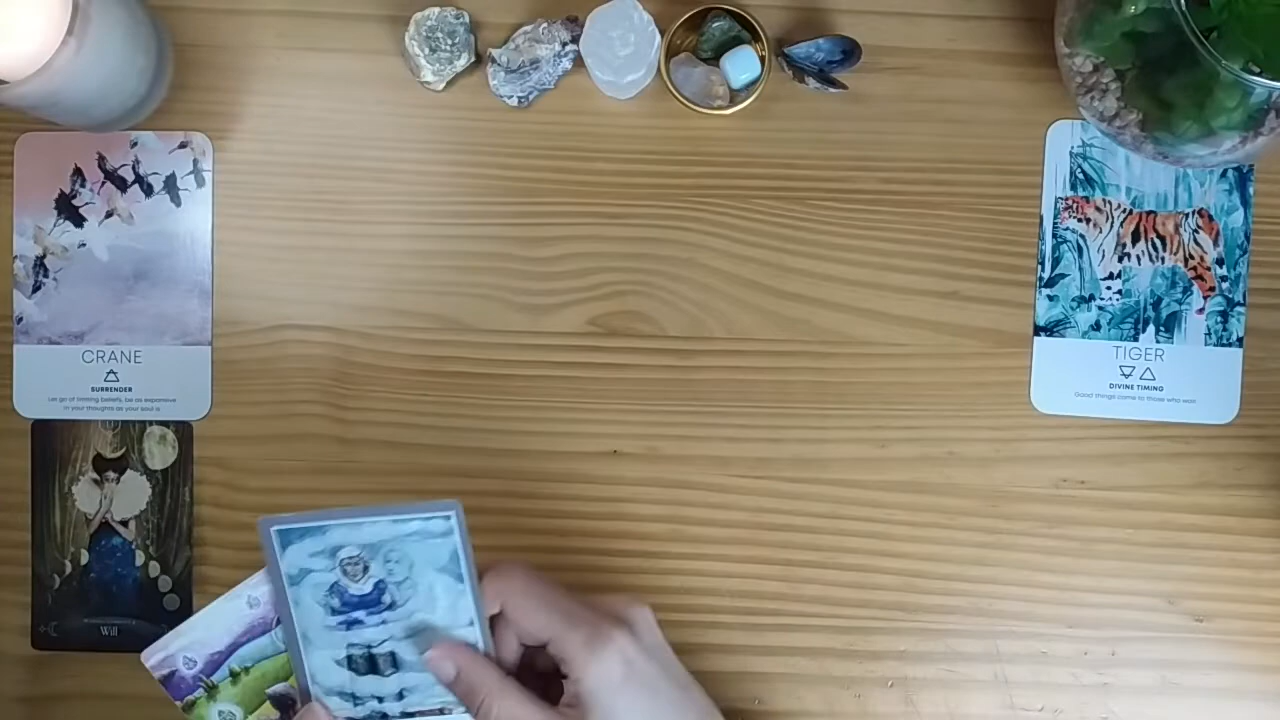 CRANE
SURRENDER
Let go of limiting beliefs, be as expansive
in your thoughts as your soul is
Will
TIGER
DIVINE TIMING
Good things come to those who wait